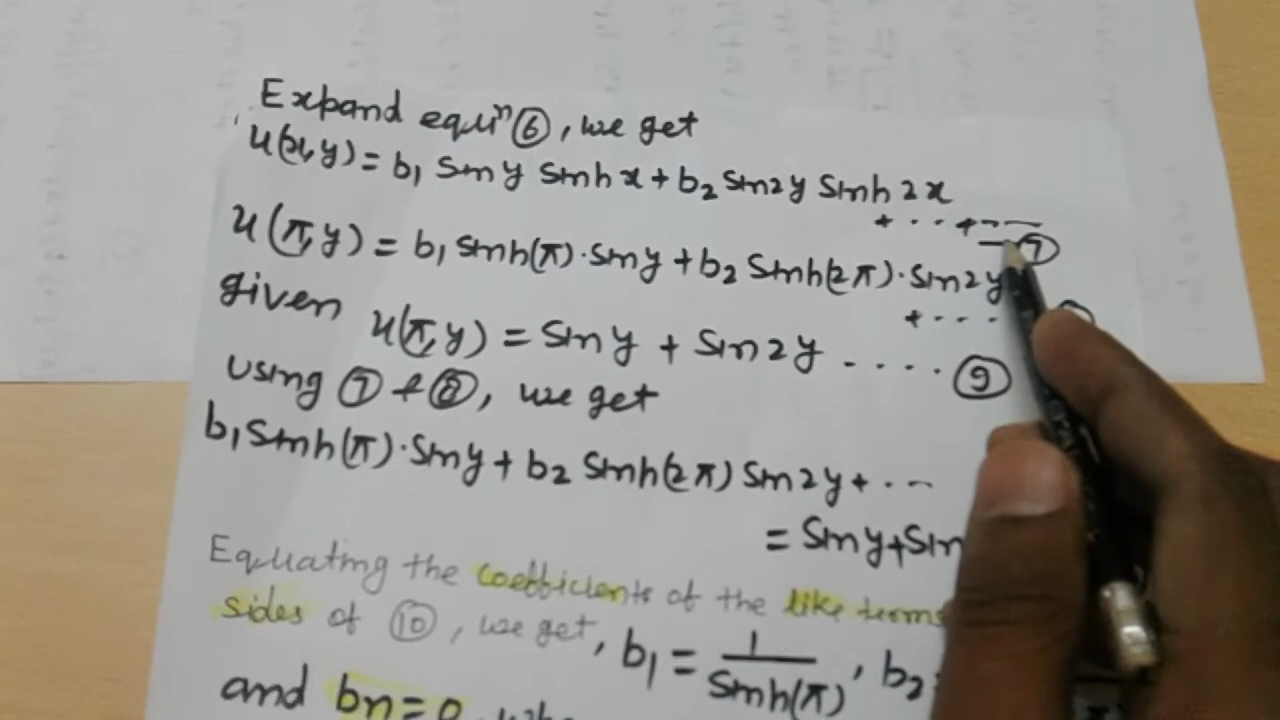 Expand equⁿ ⑥, we get
u(x,y) = b₁ sin y sinh x + b₂ sin2y sinh 2x
+ ··· + --- — ⑦
u(π,y) = b₁ sinh(π)·sin y + b₂ sinh(2π)·sin2y
+ ---
given u(π,y) = sin y + sin 2y ···· ⑨
using ⑦ & ⑧, we get
b₁ sinh(π)·sin y + b₂ sinh(2π) sin2y + ···
= sin y + sin
Equating the coefficients of the like terms
sides of ⑩, we get, b₁ = 1/sinh(π), b₂
and bn = 0